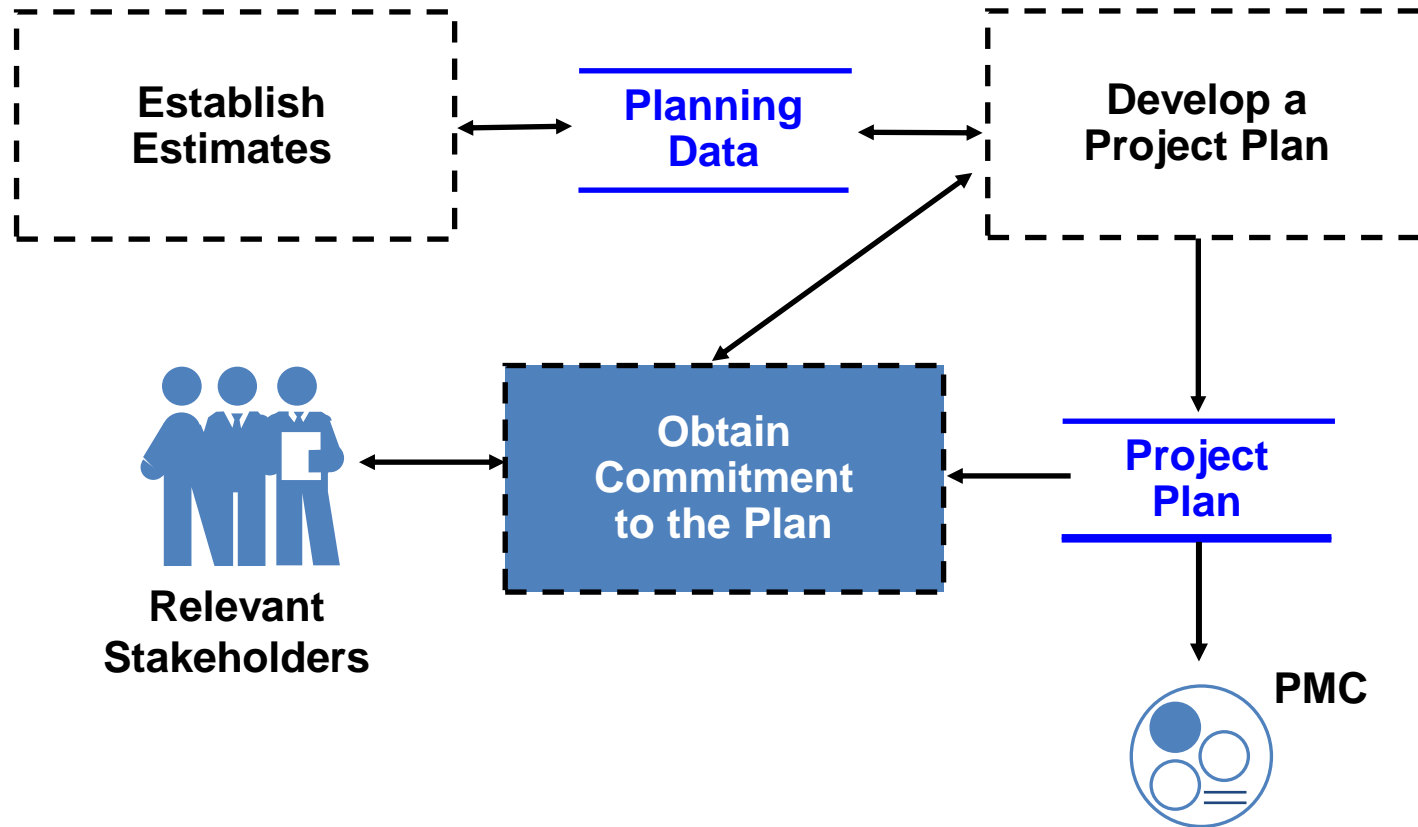 Establish
Estimates
Planning
Data
Develop a
Project Plan
Obtain
Commitment
to the Plan
Project
Plan
Relevant
Stakeholders
PMC